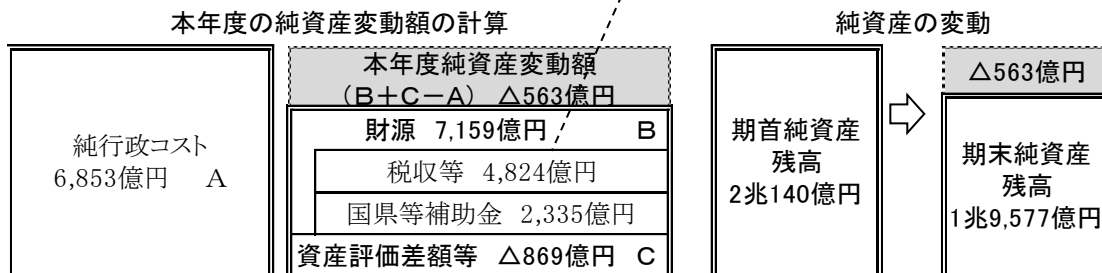 本年度の純資産変動額の計算
純行政コスト
6,853億円 A
本年度純資産変動額
(B+C-A) △563億円
財源 7,159億円 B
税収等 4,824億円
国県等補助金 2,335億円
資産評価差額等 △869億円 C
純資産の変動
期首純資産
残高
2兆140億円
△563億円
期末純資産
残高
1兆9,577億円